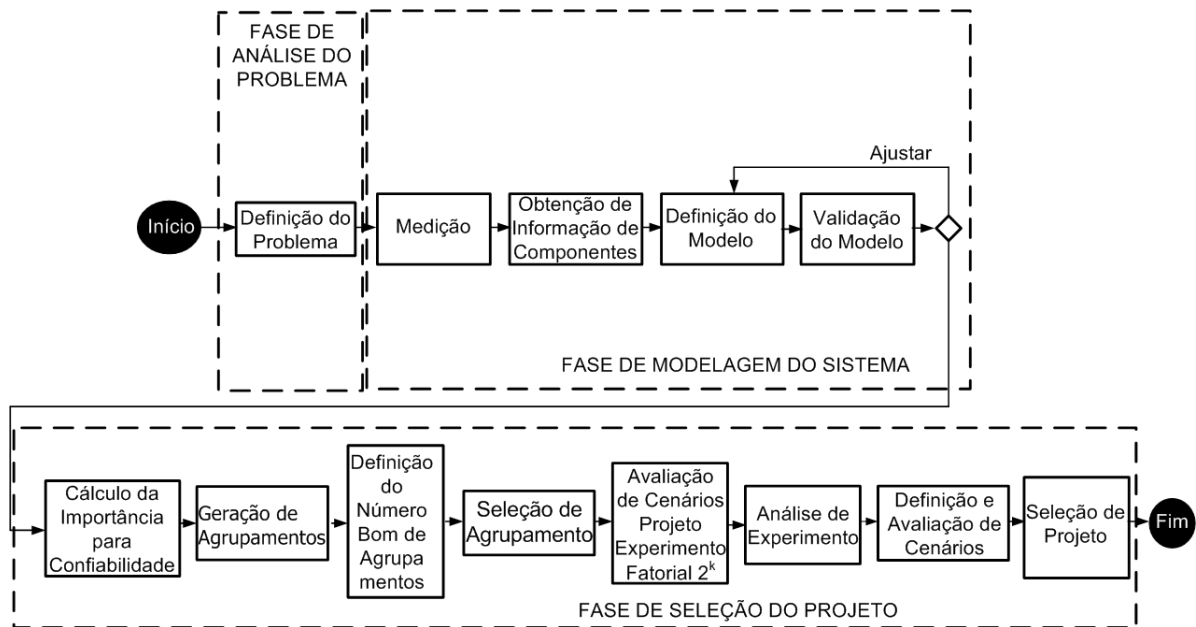 FASE DE
ANÁLISE DO
PROBLEMA
Ajustar
Início
Definição do
Problema
Medição
Obtenção de
Informação de
Componentes
Definição do
Modelo
Validação
do Modelo
FASE DE MODELAGEM DO SISTEMA
Cálculo da
Importância
para
Confiabilidade
Geração de
Agrupamentos
Definição
do
Número
Bom de
Agrupa
mentos
Seleção de
Agrupamento
Avaliação
de Cenários
Projeto
Experimento
Fatorial 2^k
Análise de
Experimento
Definição e
Avaliação de
Cenários
Seleção de
Projeto
Fim
FASE DE SELEÇÃO DO PROJETO